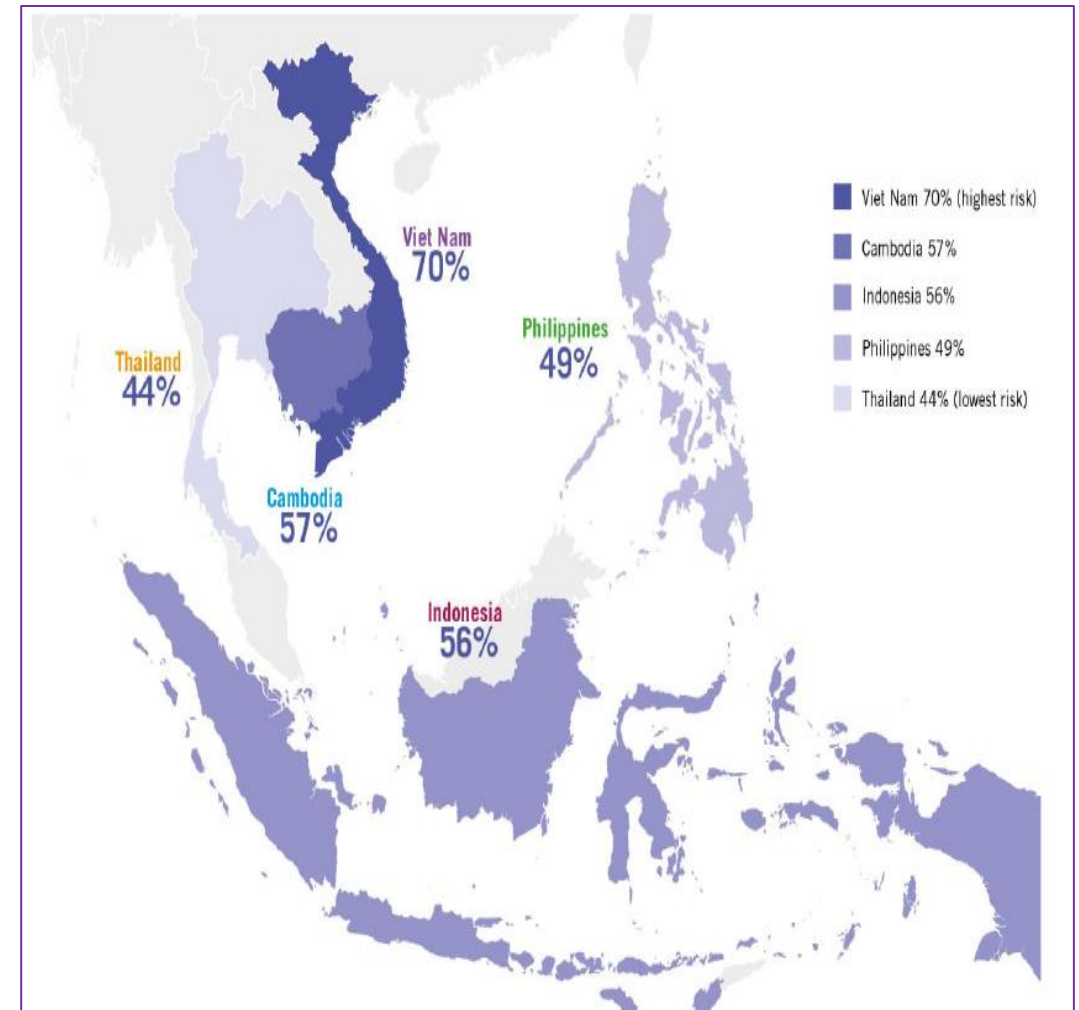 Viet Nam
70%
Thailand
44%
Cambodia
57%
Philippines
49%
Indonesia
56%
Viet Nam 70% (highest risk)
Cambodia 57%
Indonesia 56%
Philippines 49%
Thailand 44% (lowest risk)